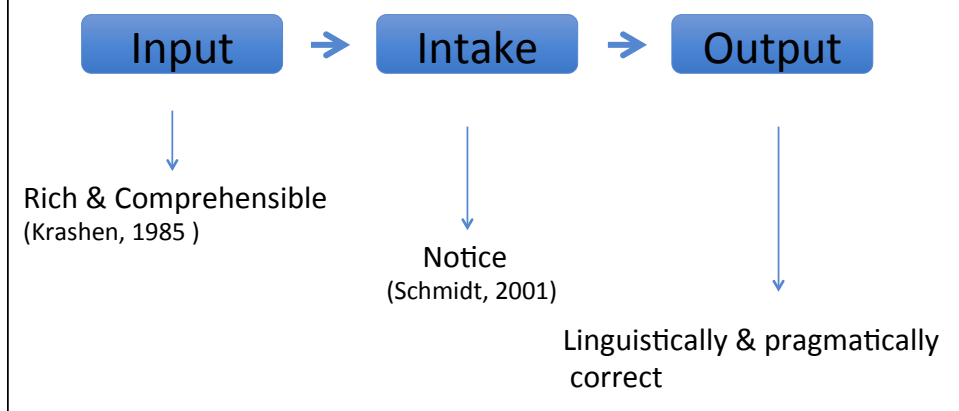 Input
Intake
Output
Rich & Comprehensible
(Krashen, 1985 )
Notice
(Schmidt, 2001)
Linguistically & pragmatically
correct